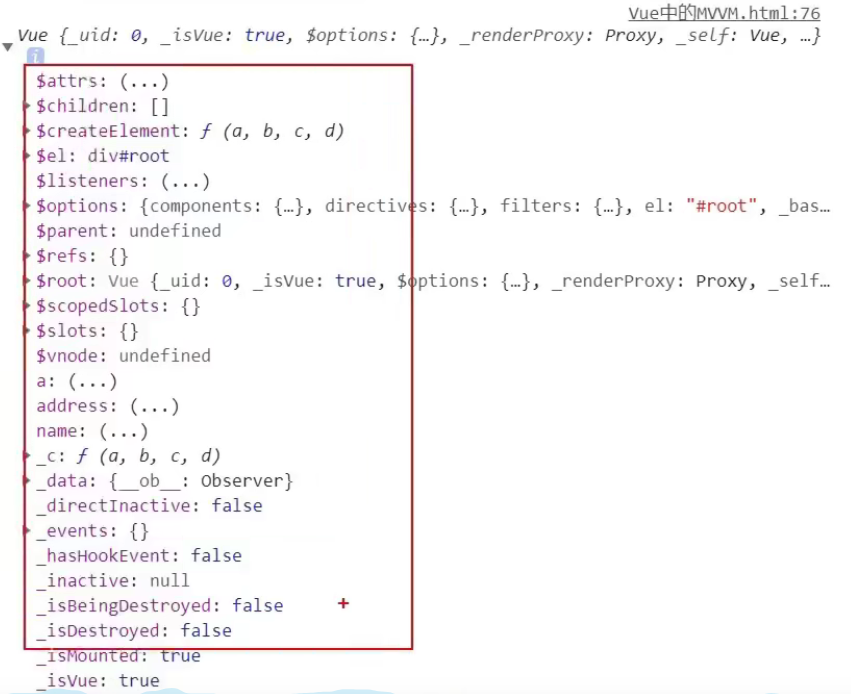 Vue中的MVVM.html:76
Vue {_uid: 0, _isVue: true, $options: {…}, _renderProxy: Proxy, _self: Vue, …}
i
$attrs: (...)
$children: []
$createElement: ƒ (a, b, c, d)
$el: div#root
$listeners: (...)
$options: {components: {…}, directives: {…}, filters: {…}, el: "#root", _bas…
$parent: undefined
$refs: {}
$root: Vue {_uid: 0, _isVue: true, $options: {…}, _renderProxy: Proxy, _self…
$scopedSlots: {}
$slots: {}
$vnode: undefined
a: (...)
address: (...)
name: (...)
_c: ƒ (a, b, c, d)
_data: {__ob__: Observer}
_directInactive: false
_events: {}
_hasHookEvent: false
_inactive: null
_isBeingDestroyed: false
_isDestroyed: false
_isMounted: true
_isVue: true